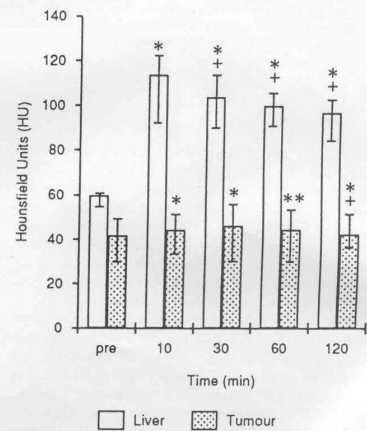 140
120
100
80
60
40
20
0
Hounsfield Units (HU)
* * * * * + + +
* * ** * +
pre 10 30 60 120
Time (min)
Liver Tumour